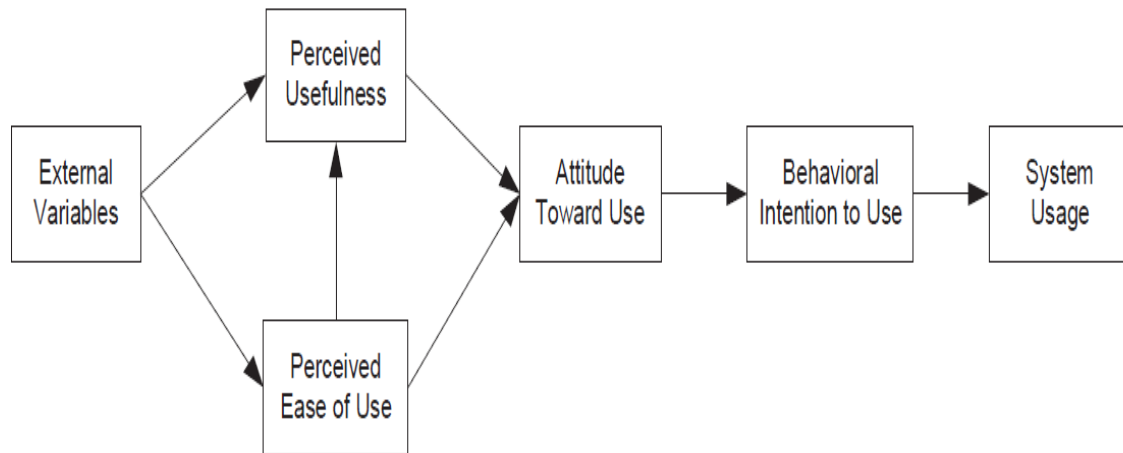 Perceived
Usefulness
External
Variables
Attitude
Toward Use
Behavioral
Intention to Use
System
Usage
Perceived
Ease of Use